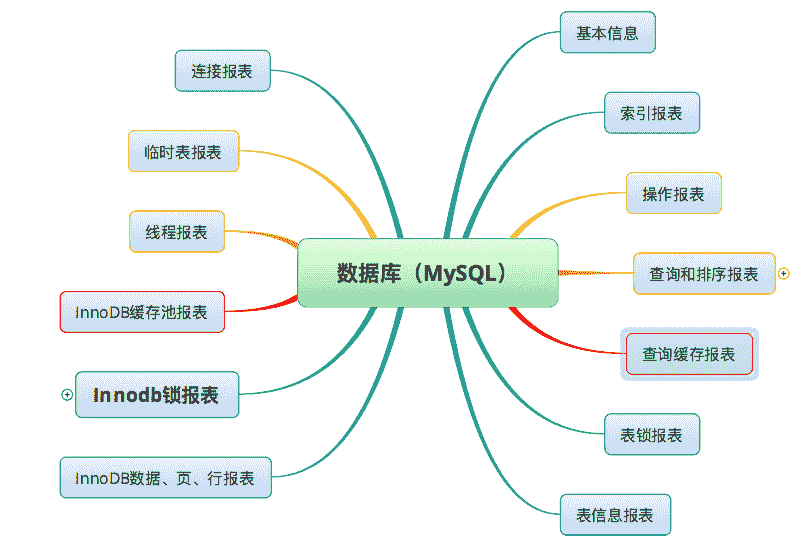 基本信息
连接报表
索引报表
临时表报表
操作报表
线程报表
数据库（MySQL）
查询和排序报表
InnoDB缓存池报表
查询缓存报表
Innodb锁报表
表锁报表
InnoDB数据、页、行报表
表信息报表